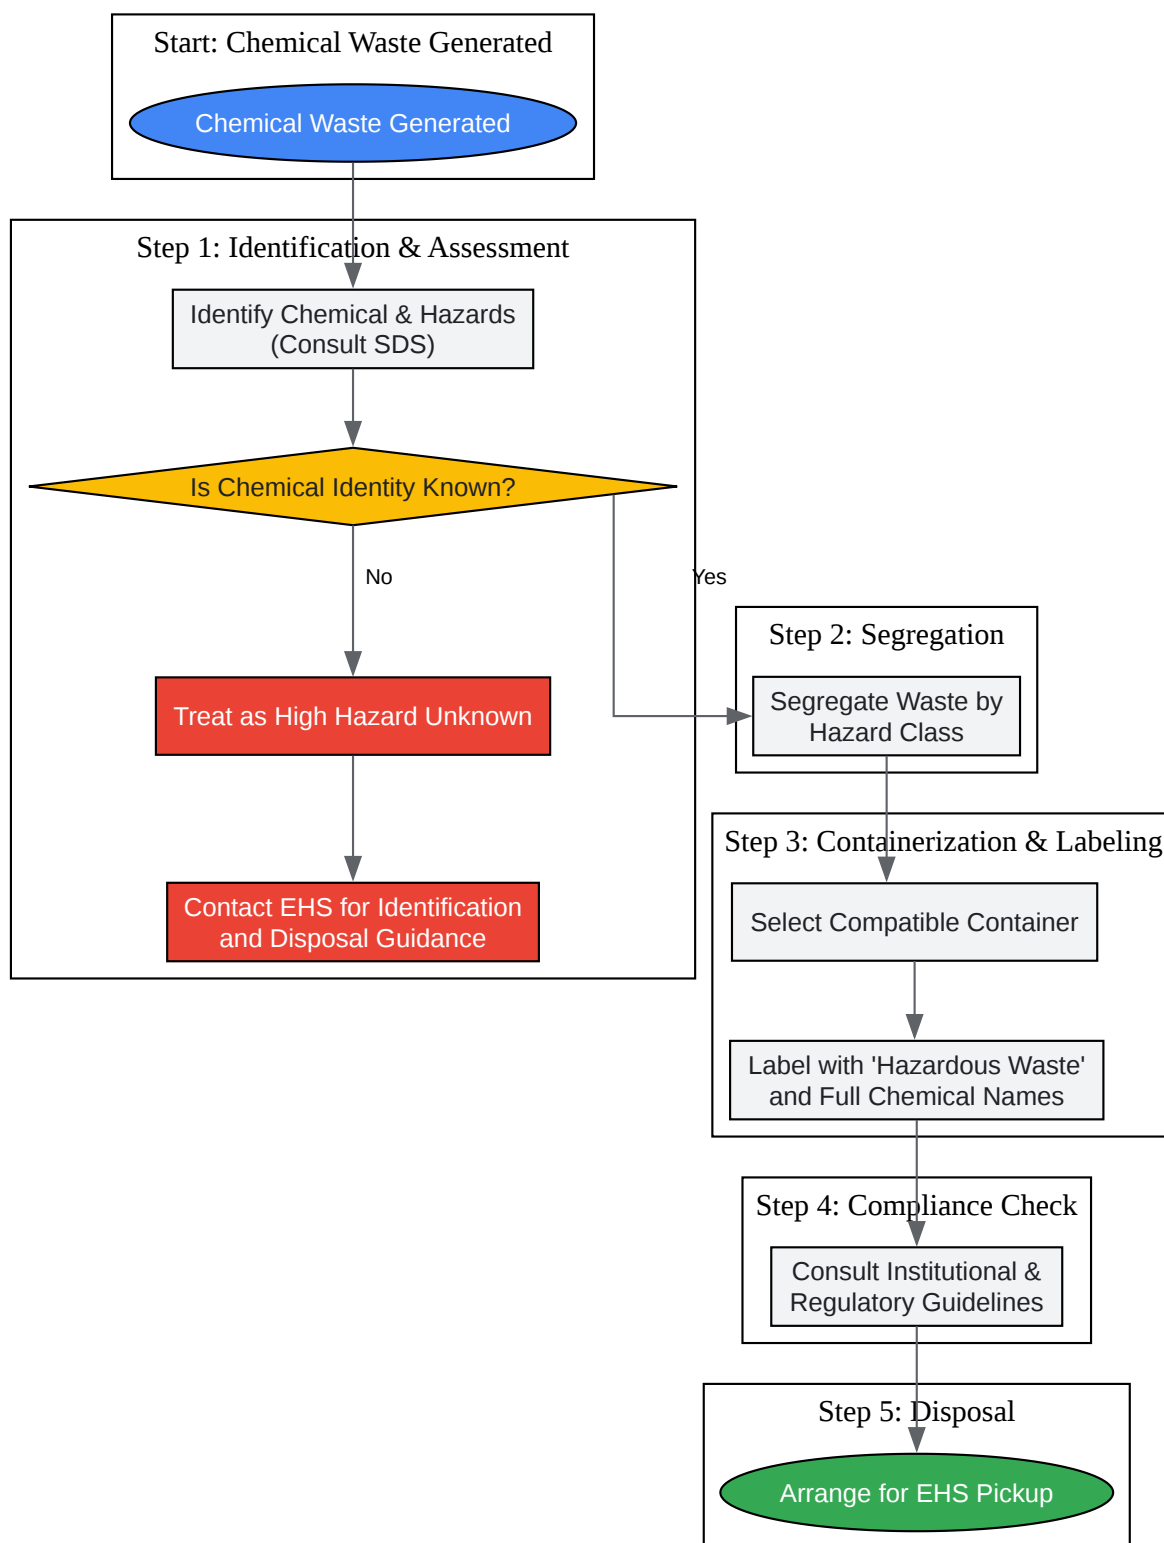 Start: Chemical Waste Generated
Chemical Waste Generated
Step 1: Identification & Assessment
Identify Chemical & Hazards
(Consult SDS)
Is Chemical Identity Known?
No
Yes
Treat as High Hazard Unknown
Contact EHS for Identification
and Disposal Guidance
Step 2: Segregation
Segregate Waste by
Hazard Class
Step 3: Containerization & Labeling
Select Compatible Container
Label with 'Hazardous Waste'
and Full Chemical Names
Step 4: Compliance Check
Consult Institutional &
Regulatory Guidelines
Step 5: Disposal
Arrange for EHS Pickup